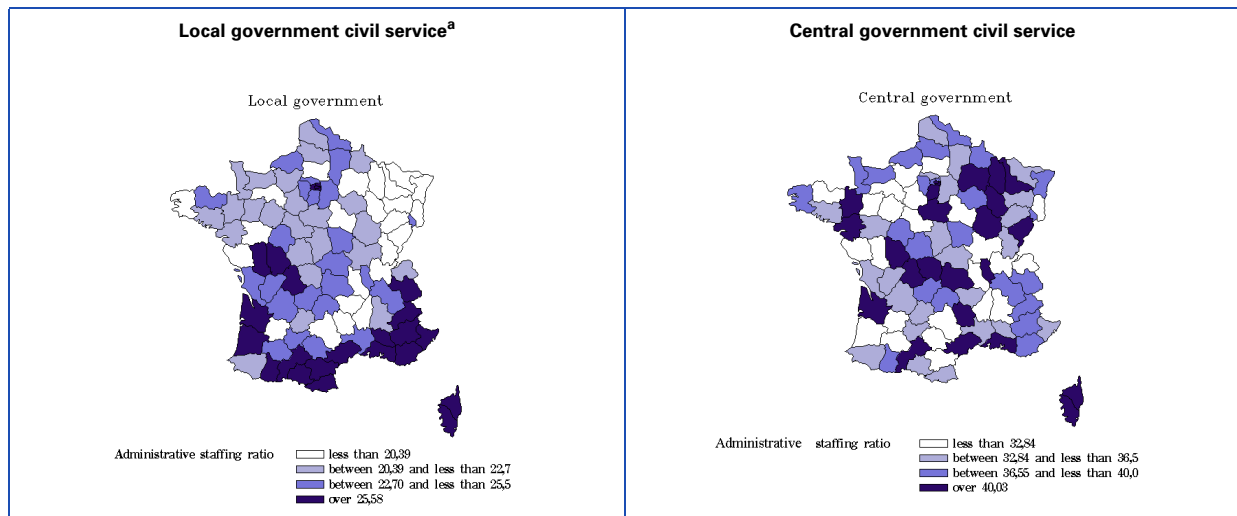 Local government civil serviceᵃ
Local government
Administrative staffing ratio
less than 20,39
between 20,39 and less than 22,7
between 22,70 and less than 25,5
over 25,58
Central government civil service
Central government
Administrative staffing ratio
less than 32,84
between 32,84 and less than 36,5
between 36,55 and less than 40,0
over 40,03